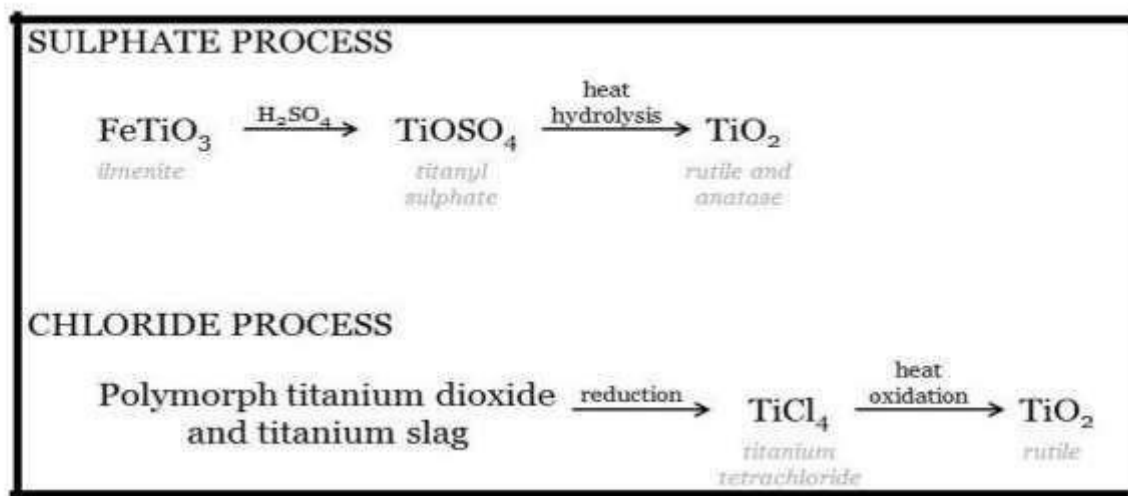 SULPHATE PROCESS
FeTiO₃ H₂SO₄ TiOSO₄ heat hydrolysis TiO₂
ilmenite titanyl sulphate rutile and anatase
CHLORIDE PROCESS
Polymorph titanium dioxide and titanium slag reduction TiCl₄ heat oxidation TiO₂
titanium tetrachloride rutile